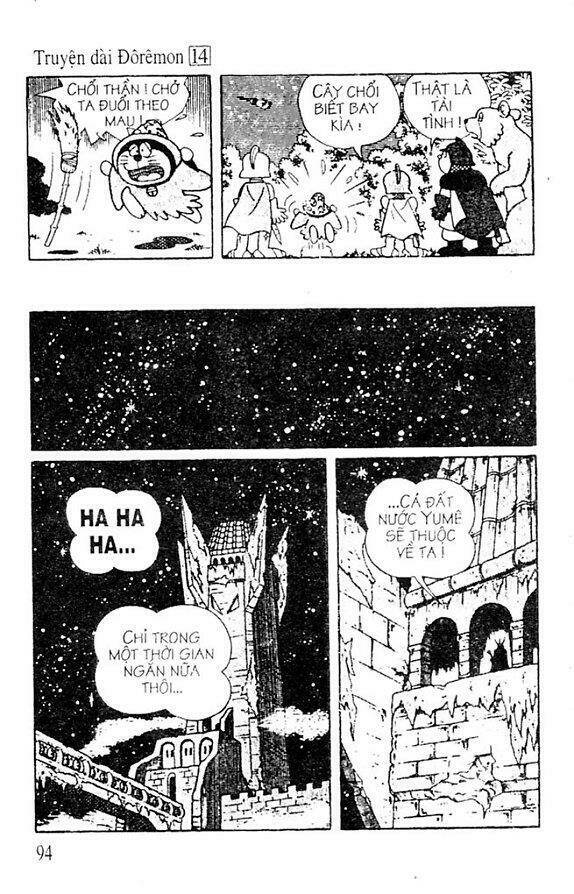 Truyện dài Đôrêmon 14
CHỔI THẦN ! CHỞ
TA ĐUỔI THEO
MAU !
CÂY CHỔI
BIẾT BAY
KÌA !
THẬT LÀ
TÀI
TÌNH !
HA HA
HA...
CHỈ TRONG
MỘT THỜI GIAN
NGẮN NỮA
THÔI...
...CẢ ĐẤT
NƯỚC YUMÊ
SẼ THUỘC
VỀ TA !
94